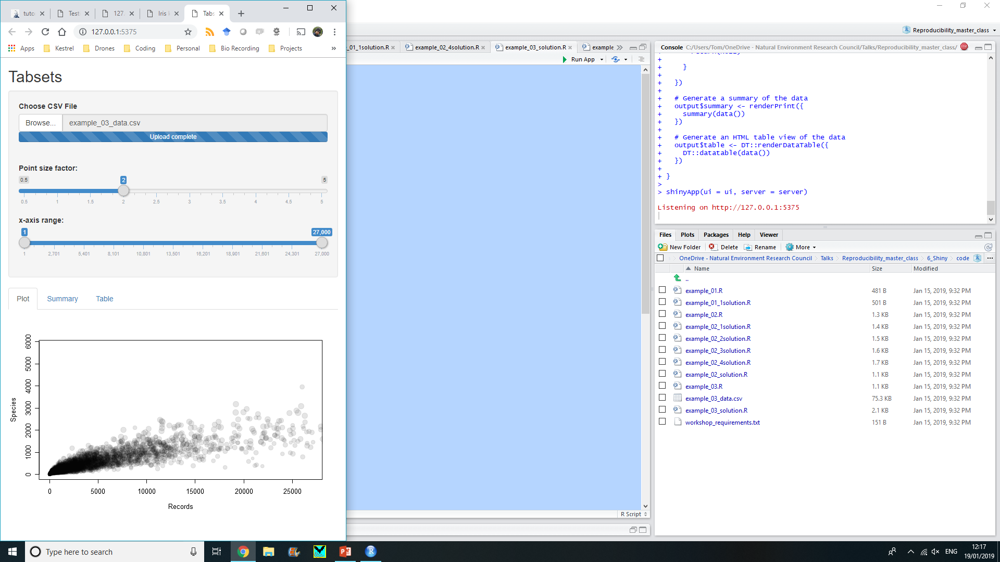 tuto
Test
127.
Iris
Tabs
127.0.0.1:5375
Apps
Kestrel
Drones
Coding
Personal
Bio Recording
Projects
»
Tabsets
Choose CSV File
Browse...
example_03_data.csv
Upload complete
Point size factor:
0.5
2
5
0.5 1 1.5 2 2.5 3 3.5 4 4.5 5
x-axis range:
1
27,000
1 2,701 5,401 8,101 10,801 13,501 16,201 18,901 21,601 24,301 27,000
Plot
Summary
Table
6000
5000
4000
3000
2000
1000
0
Species
0 5000 10000 15000 20000 25000
Records
Reproducibility_master_class
_01_1solution.R
example_02_4solution.R
example_03_solution.R
example
Run App
R Script
Console C:/Users/Tom/OneDrive - Natural Environment Research Council/Talks/Reproducibility_master_class/
STOP
+
+ }
+
+ })
+
+ # Generate a summary of the data
+ output$summary <- renderPrint({
+ summary(data())
+ })
+
+ # Generate an HTML table view of the data
+ output$table <- DT::renderDataTable({
+ DT::datatable(data())
+ })
+
+ }
>
> shinyApp(ui = ui, server = server)
Listening on http://127.0.0.1:5375
Files
Plots
Packages
Help
Viewer
New Folder
Delete
Rename
More
OneDrive - Natural Environment Research Council
Talks
Reproducibility_master_class
6_Shiny
code
...
Name Size Modified
..
example_01.R 481 B Jan 15, 2019, 9:32 PM
example_01_1solution.R 501 B Jan 15, 2019, 9:32 PM
example_02.R 1.3 KB Jan 15, 2019, 9:32 PM
example_02_1solution.R 1.4 KB Jan 15, 2019, 9:32 PM
example_02_2solution.R 1.5 KB Jan 15, 2019, 9:32 PM
example_02_3solution.R 1.6 KB Jan 15, 2019, 9:32 PM
example_02_4solution.R 1.7 KB Jan 15, 2019, 9:32 PM
example_02_solution.R 1.1 KB Jan 15, 2019, 9:32 PM
example_03.R 1.1 KB Jan 15, 2019, 9:32 PM
example_03_data.csv 75.3 KB Jan 15, 2019, 9:32 PM
example_03_solution.R 2.1 KB Jan 15, 2019, 9:32 PM
workshop_requirements.txt 151 B Jan 15, 2019, 9:32 PM
Type here to search
ENG
12:17
19/01/2019